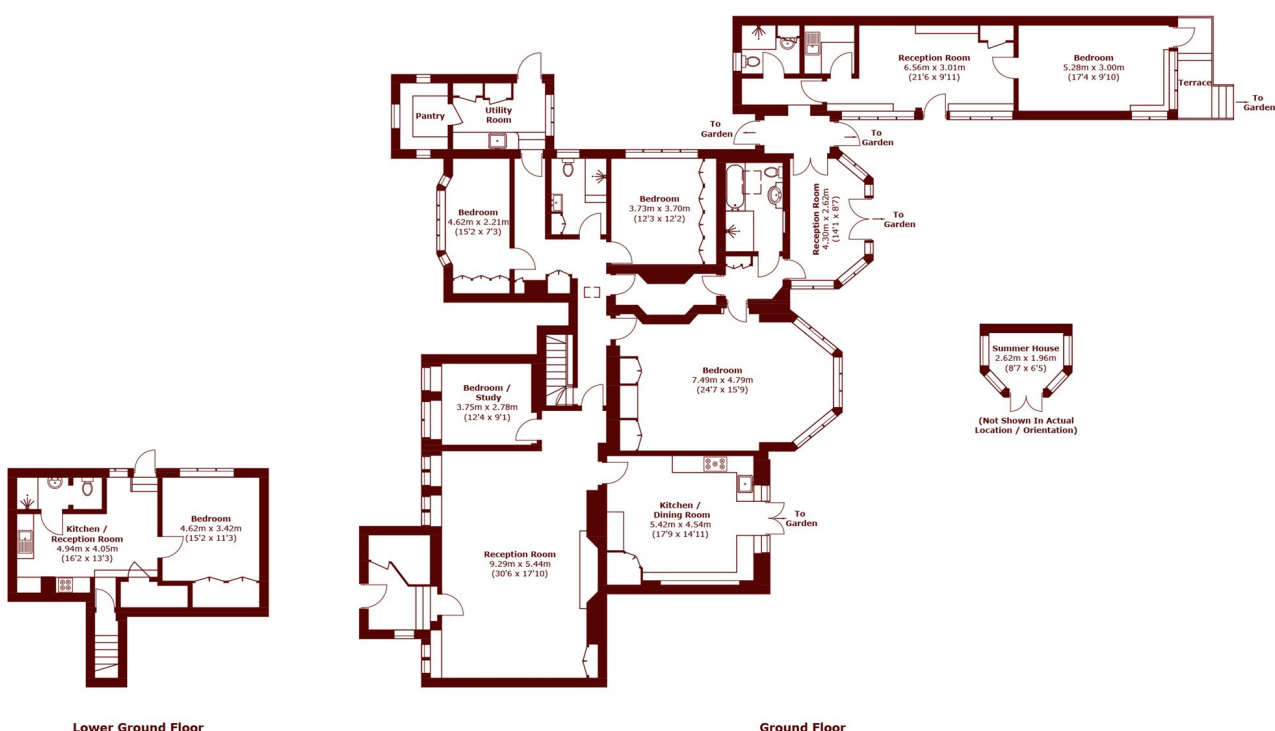 Reception Room
6.56m x 3.01m
(21'6 x 9'11)
Bedroom
5.28m x 3.00m
(17'4 x 9'10)
Terrace
To
Garden
Pantry
Utility
Room
To
Garden
To
Garden
Bedroom
4.62m x 2.21m
(15'2 x 7'3)
Bedroom
3.73m x 3.70m
(12'3 x 12'2)
Reception Room
4.30m x 2.62m
(14'1 x 8'7)
To
Garden
Bedroom
7.49m x 4.79m
(24'7 x 15'9)
Summer House
2.62m x 1.96m
(8'7 x 6'5)
(Not Shown In Actual
Location / Orientation)
Bedroom /
Study
3.75m x 2.78m
(12'4 x 9'1)
Kitchen /
Dining Room
5.42m x 4.54m
(17'9 x 14'11)
To
Garden
Reception Room
9.29m x 5.44m
(30'6 x 17'10)
Kitchen /
Reception Room
4.94m x 4.05m
(16'2 x 13'3)
Bedroom
4.62m x 3.42m
(15'2 x 11'3)
Lower Ground Floor
Ground Floor